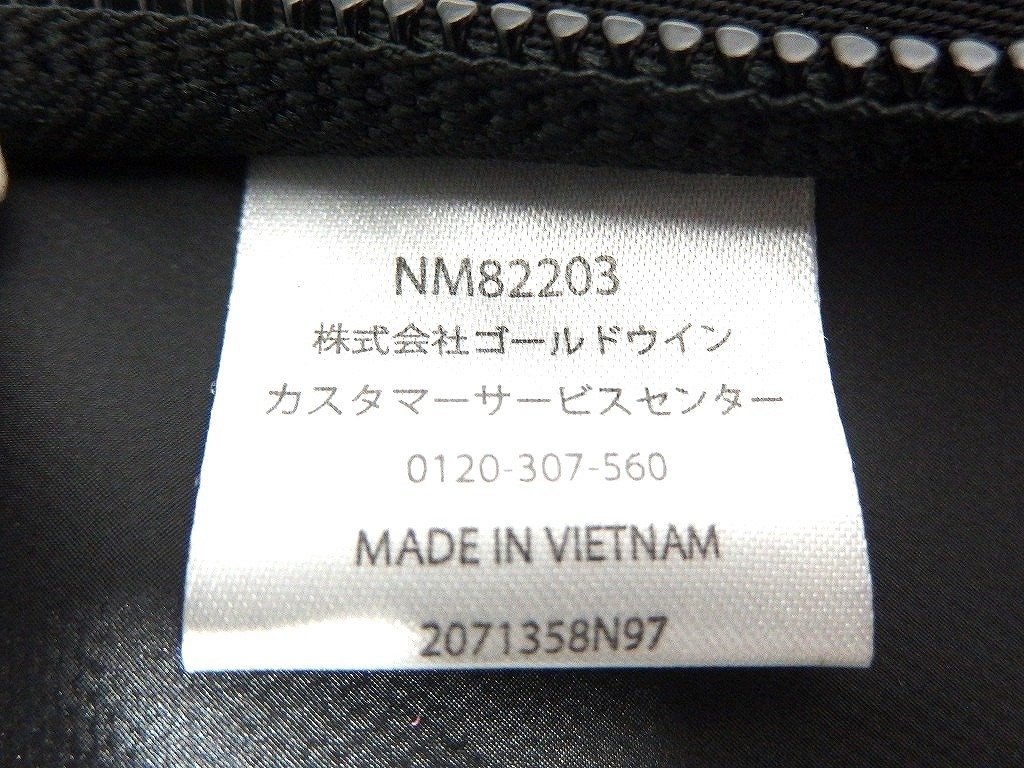 NM82203
株式会社ゴールドウイン
カスタマーサービスセンター
0120-307-560
MADE IN VIETNAM
2071358N97